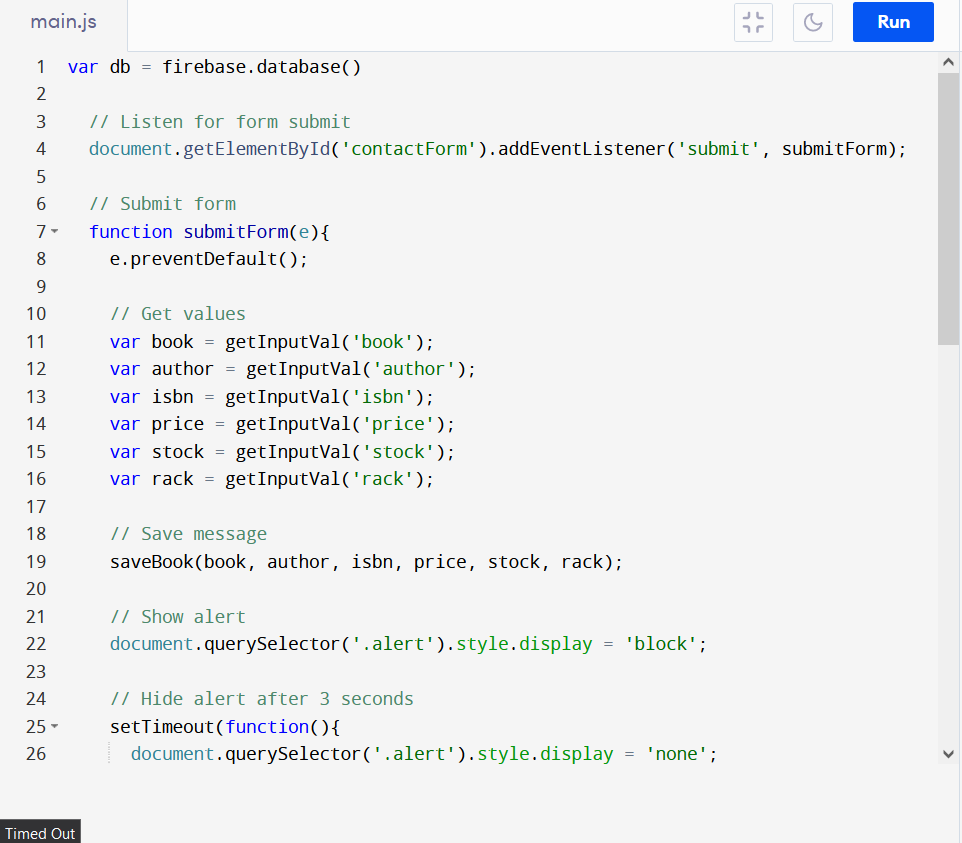 main.js
Run
1 var db = firebase.database()
2
3 // Listen for form submit
4 document.getElementById('contactForm').addEventListener('submit', submitForm);
5
6 // Submit form
7 function submitForm(e){
8 e.preventDefault();
9
10 // Get values
11 var book = getInputVal('book');
12 var author = getInputVal('author');
13 var isbn = getInputVal('isbn');
14 var price = getInputVal('price');
15 var stock = getInputVal('stock');
16 var rack = getInputVal('rack');
17
18 // Save message
19 saveBook(book, author, isbn, price, stock, rack);
20
21 // Show alert
22 document.querySelector('.alert').style.display = 'block';
23
24 // Hide alert after 3 seconds
25 setTimeout(function(){
26 document.querySelector('.alert').style.display = 'none';
Timed Out